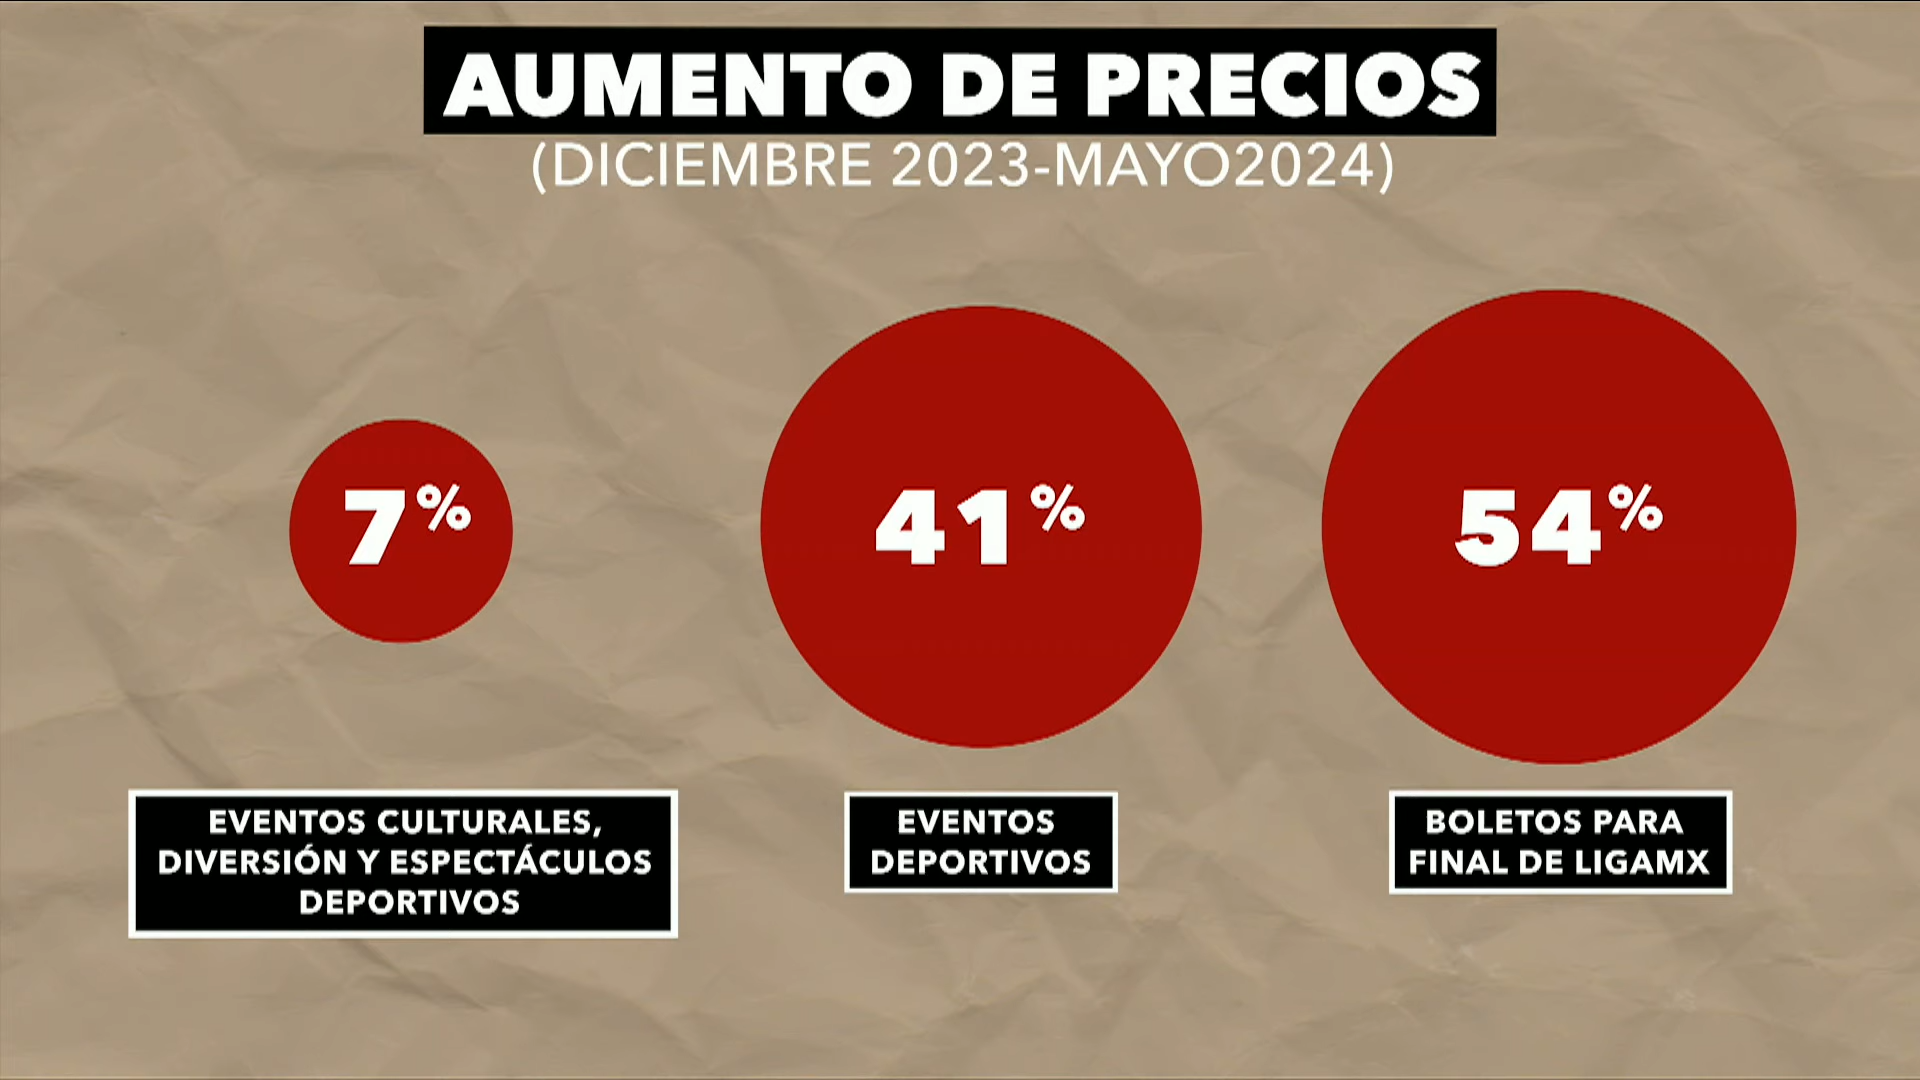 AUMENTO DE PRECIOS
(DICIEMBRE 2023-MAYO2024)
7%
41%
54%
EVENTOS CULTURALES,
DIVERSIÓN Y ESPECTÁCULOS
DEPORTIVOS
EVENTOS
DEPORTIVOS
BOLETOS PARA
FINAL DE LIGAMX